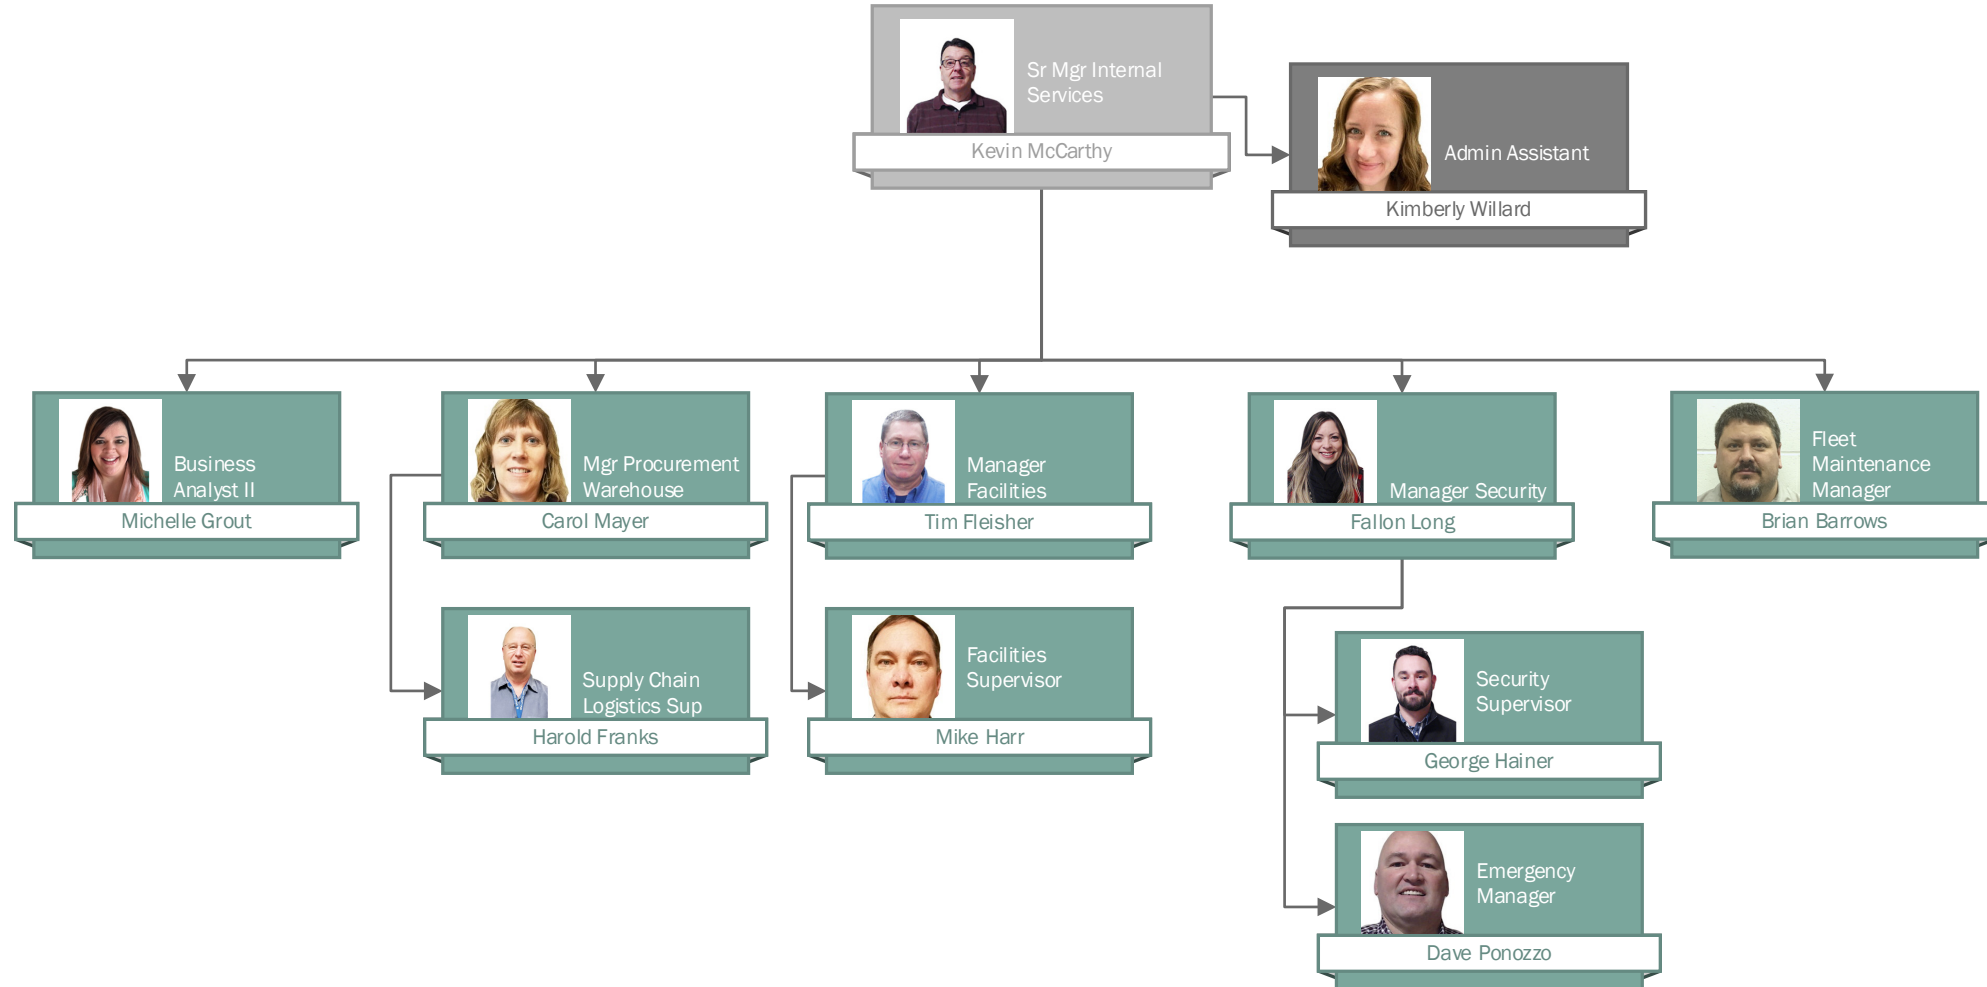 Sr Mgr Internal
Services
Kevin McCarthy
Admin Assistant
Kimberly Willard
Business
Analyst II
Michelle Grout
Mgr Procurement
Warehouse
Carol Mayer
Manager
Facilities
Tim Fleisher
Manager Security
Fallon Long
Fleet
Maintenance
Manager
Brian Barrows
Supply Chain
Logistics Sup
Harold Franks
Facilities
Supervisor
Mike Harr
Security
Supervisor
George Hainer
Emergency
Manager
Dave Ponozzo